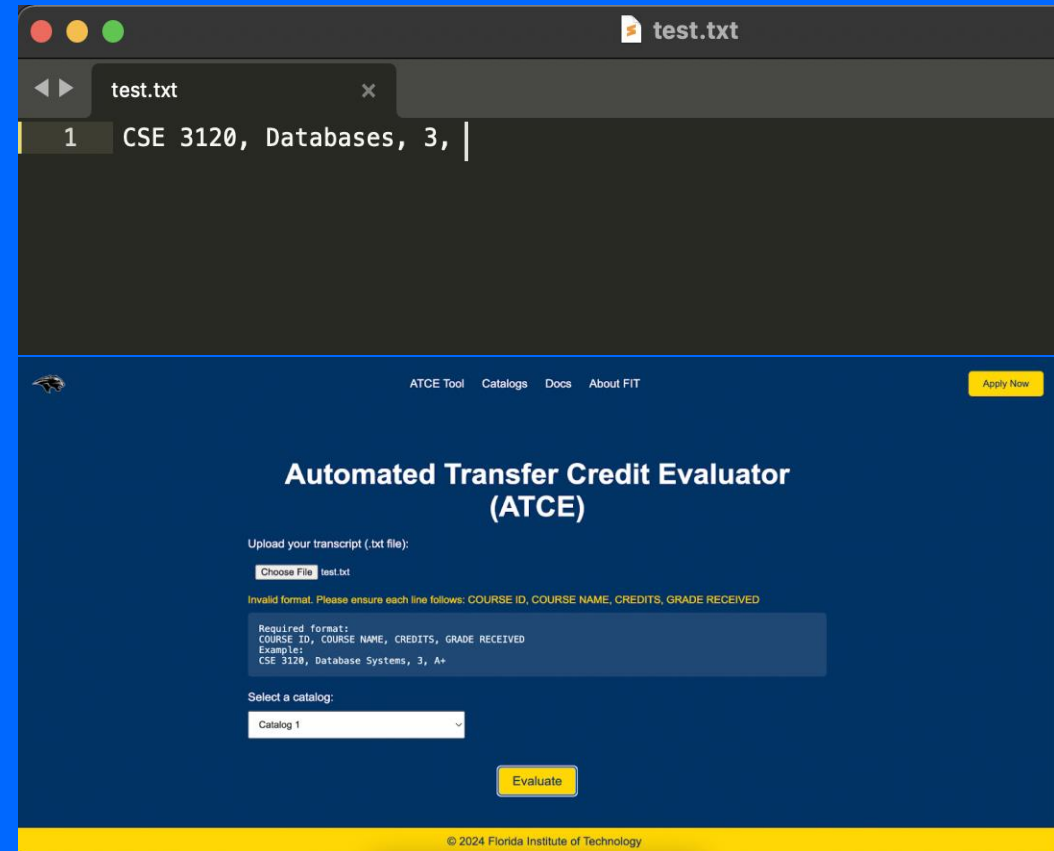 test.txt
test.txt ×
1 CSE 3120, Databases, 3,
ATCE Tool Catalogs Docs About FIT Apply Now
Automated Transfer Credit Evaluator
(ATCE)
Upload your transcript (.txt file):
Choose File test.txt
Invalid format. Please ensure each line follows: COURSE ID, COURSE NAME, CREDITS, GRADE RECEIVED
Required format:
COURSE ID, COURSE NAME, CREDITS, GRADE RECEIVED
Example:
CSE 3120, Database Systems, 3, A+
Select a catalog:
Catalog 1
Evaluate
© 2024 Florida Institute of Technology